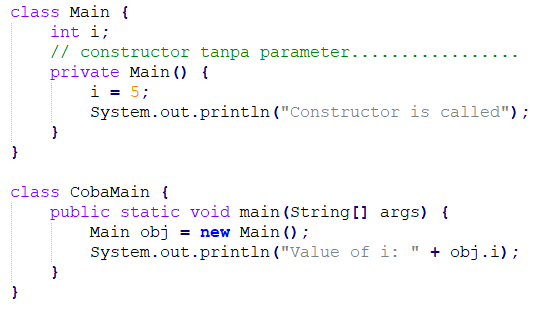 class Main {
    int i;
    // constructor tanpa parameter.................
    private Main() {
        i = 5;
        System.out.println("Constructor is called");
    }
}
class CobaMain {
    public static void main(String[] args) {
        Main obj = new Main();
        System.out.println("Value of i: " + obj.i);
    }
}